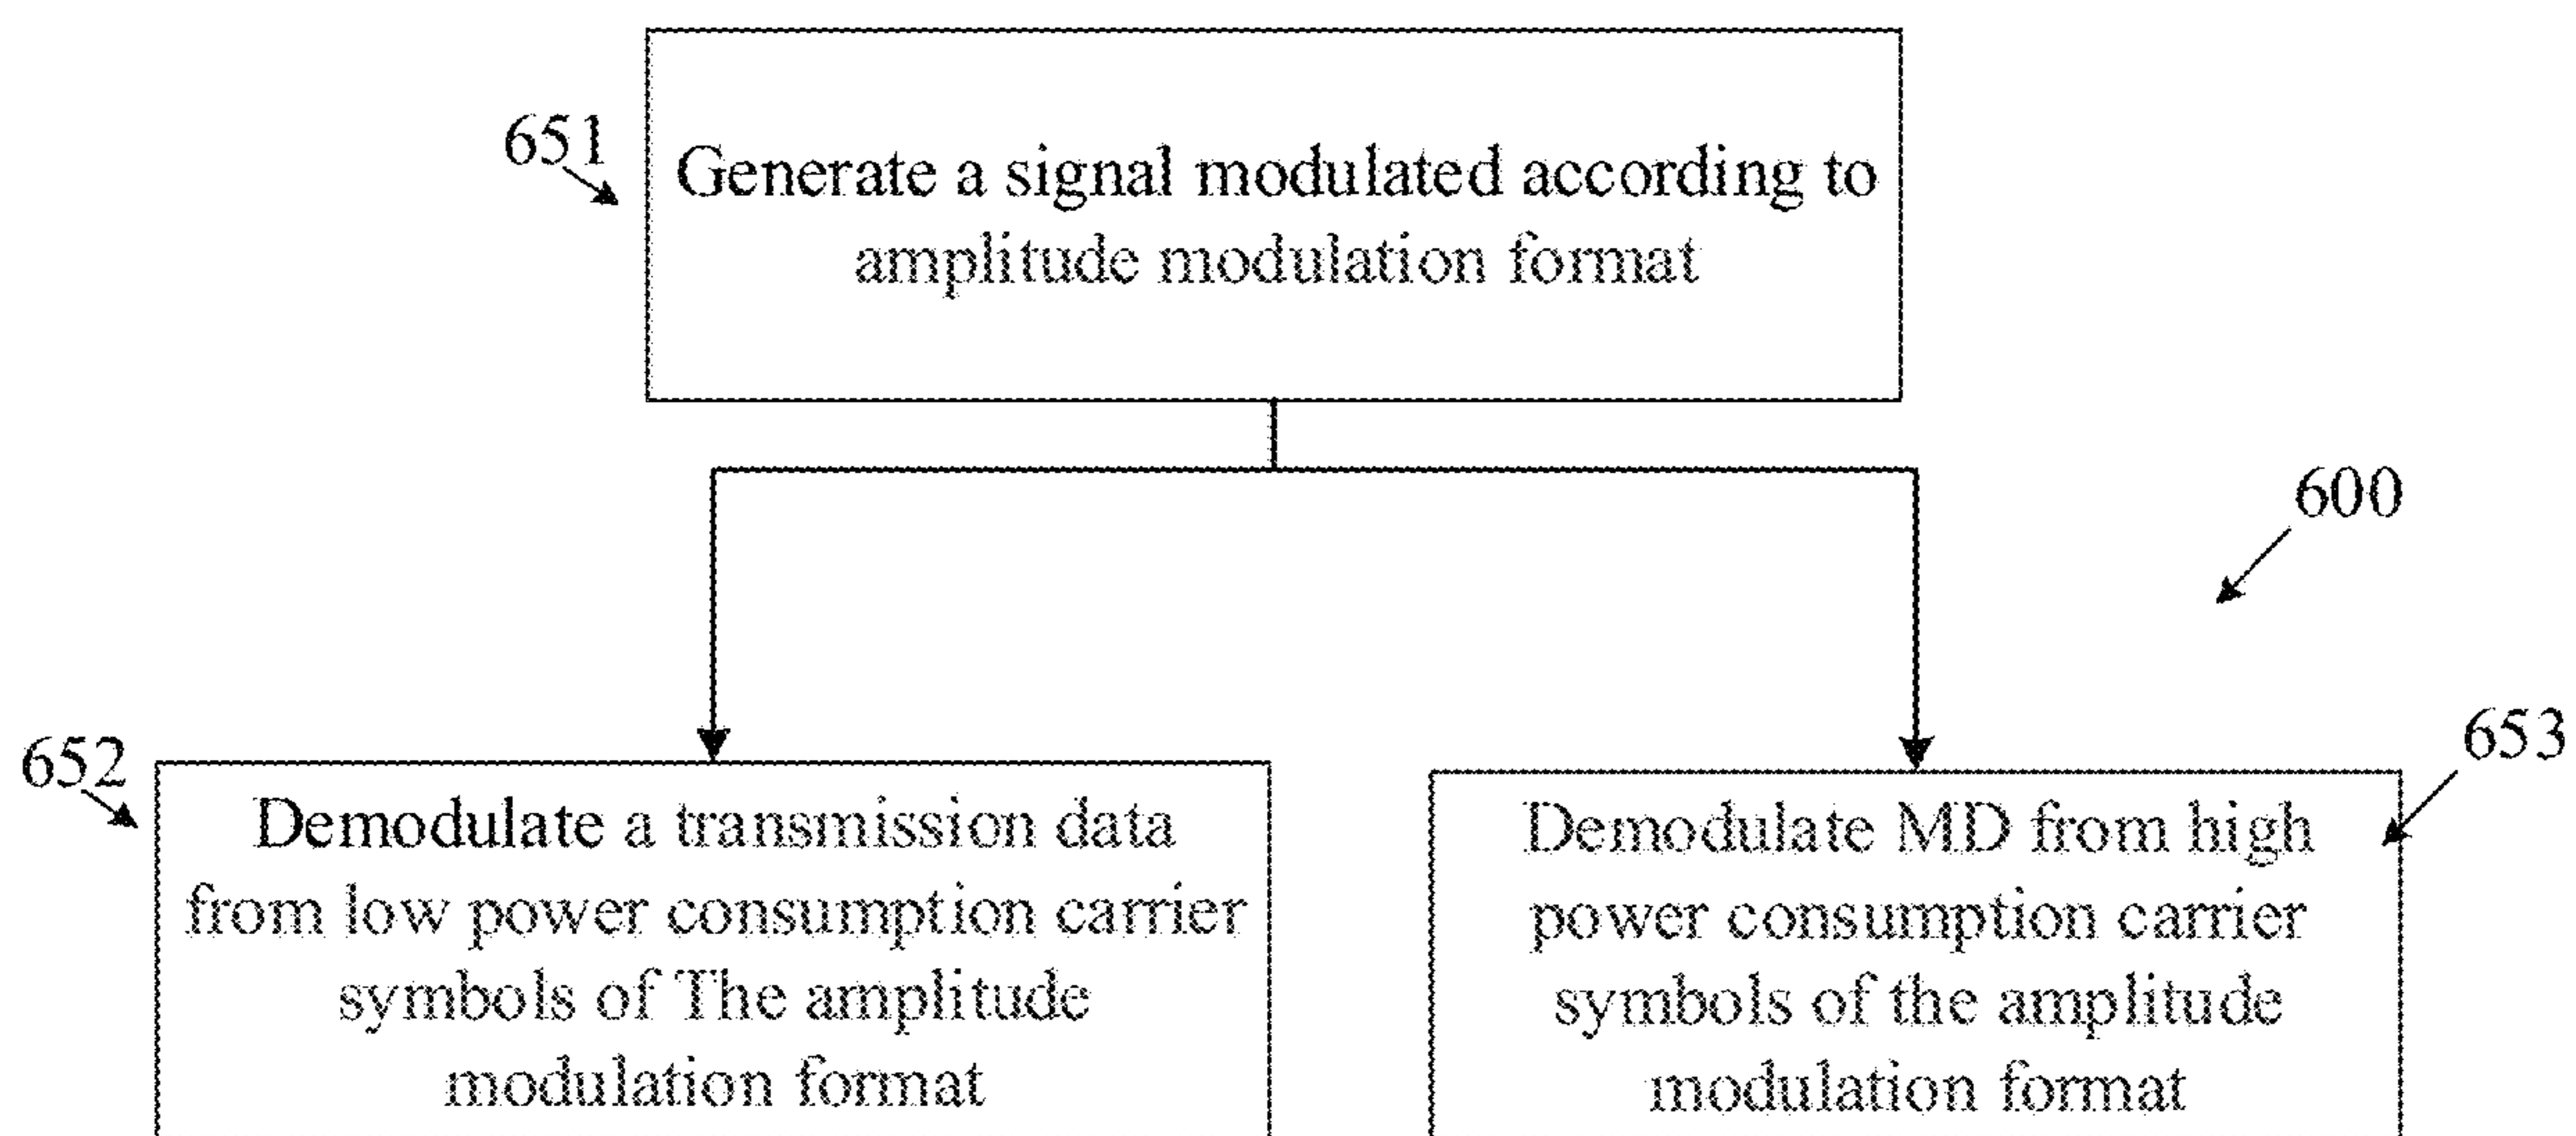 651
Generate a signal modulated according to
amplitude modulation format
600
652
Demodulate a transmission data
from low power consumption carrier
symbols of The amplitude
modulation format
653
Demodulate MD from high
power consumption carrier
symbols of the amplitude
modulation format